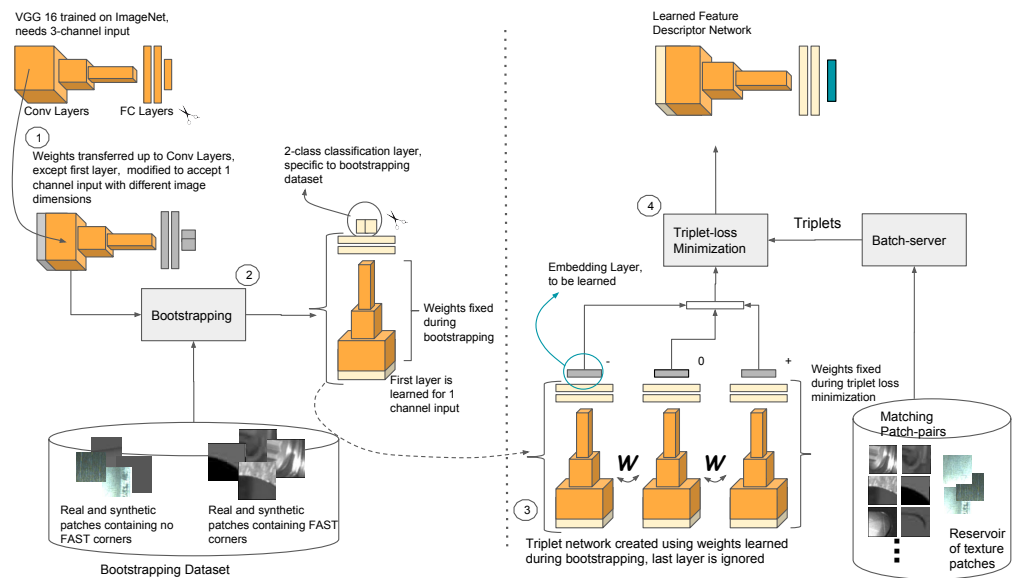 VGG 16 trained on ImageNet,
needs 3-channel input
Conv Layers
FC Layers
1
Weights transferred up to Conv Layers,
except first layer, modified to accept 1
channel input with different image
dimensions
2-class classification layer,
specific to bootstrapping
dataset
2
Bootstrapping
Weights fixed
during
bootstrapping
First layer is
learned for 1
channel input
Real and synthetic
patches containing no
FAST corners
Real and synthetic
patches containing FAST
corners
Bootstrapping Dataset
Learned Feature
Descriptor Network
4
Triplet-loss
Minimization
Triplets
Batch-server
Embedding Layer,
to be learned
-
0
+
Weights fixed
during triplet loss
minimization
W
W
3
Triplet network created using weights learned
during bootstrapping, last layer is ignored
Matching
Patch-pairs
Reservoir
of texture
patches